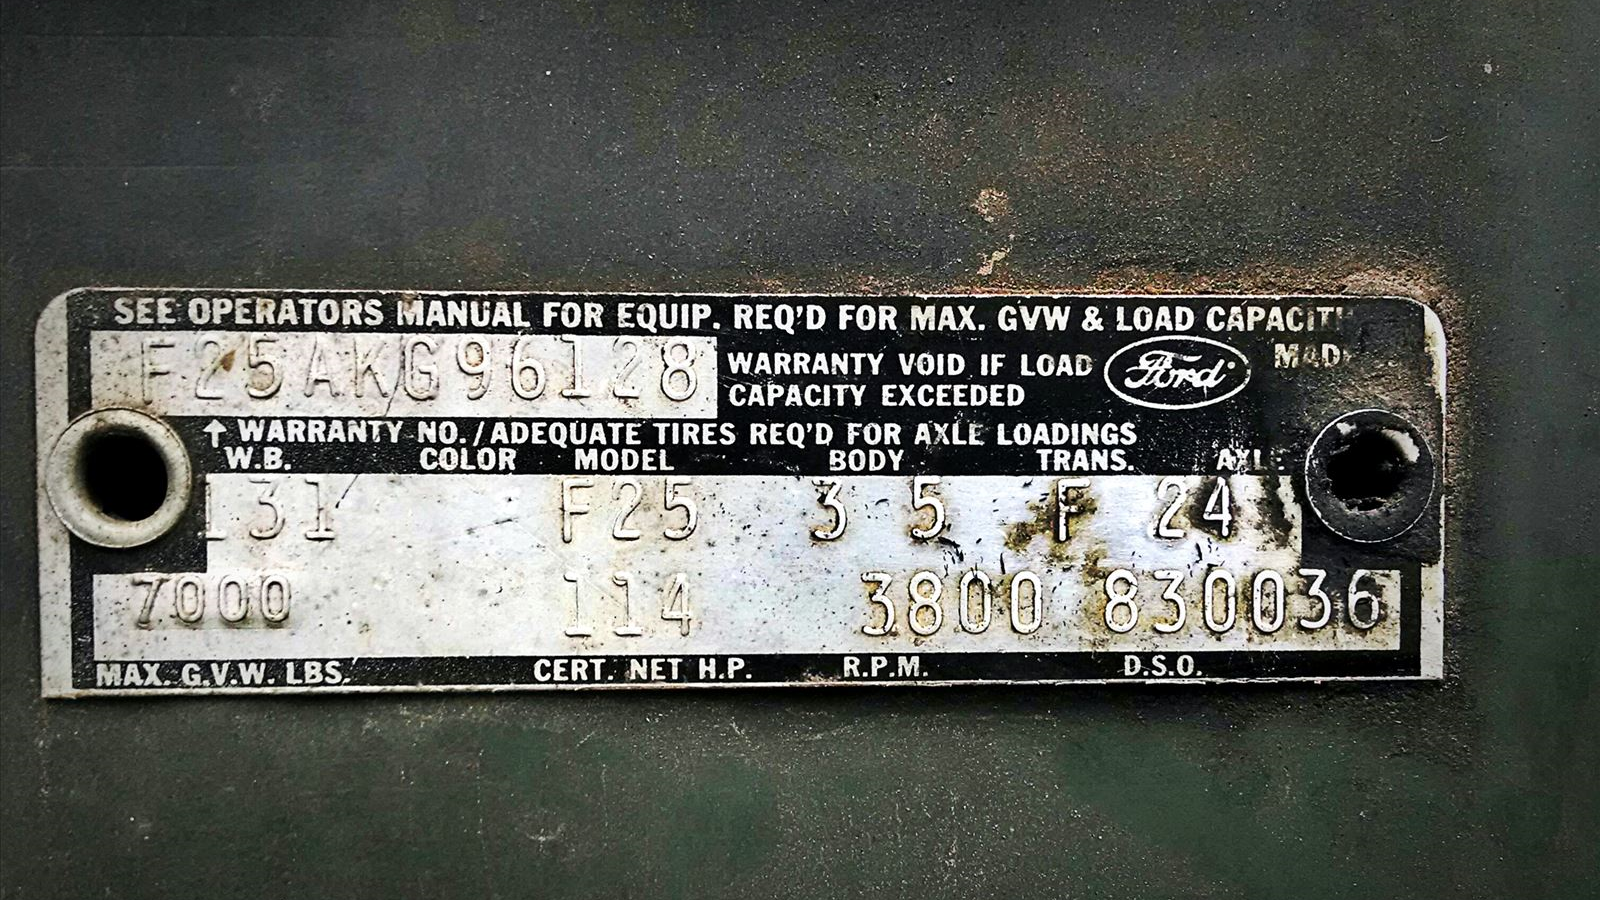 SEE OPERATORS MANUAL FOR EQUIP. REQ'D FOR MAX. GVW & LOAD
F25AKG96128
WARRANTY VOID IF LOAD
CAPACITY EXCEEDED
Ford
↑ WARRANTY NO./ADEQUATE TIRES REQ'D FOR AXLE LOADINGS
W.B. COLOR MODEL BODY TRANS. AXLE
131 F25 3 5 F 24
7000 114 3800 830036
MAX. G.V.W. LBS. CERT. NET H.P. R.P.M. D.S.O.